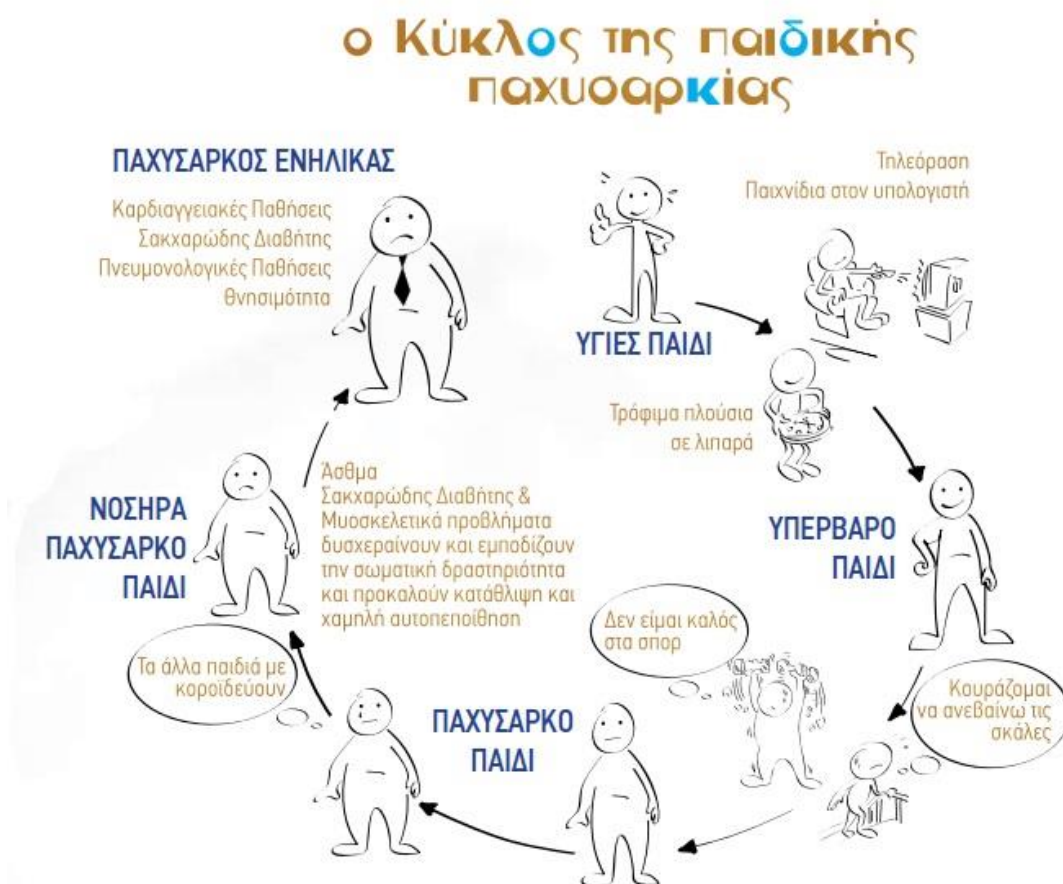 ο Κύκλος της παιδικής
παχυσαρκίας
ΥΓΙΕΣ ΠΑΙΔΙ
Τηλεόραση
Παιχνίδια στον υπολογιστή
Τρόφιμα πλούσια
σε λιπαρά
ΥΠΕΡΒΑΡΟ
ΠΑΙΔΙ
Κουράζομαι
να ανεβαίνω τις
σκάλες
Δεν είμαι καλός
στα σπορ
ΠΑΧΥΣΑΡΚΟ
ΠΑΙΔΙ
Τα άλλα παιδιά με
κοροϊδεύουν
ΝΟΣΗΡΑ
ΠΑΧΥΣΑΡΚΟ
ΠΑΙΔΙ
Άσθμα
Σακχαρώδης Διαβήτης &
Μυοσκελετικά προβλήματα
δυσχεραίνουν και εμποδίζουν
την σωματική δραστηριότητα
και προκαλούν κατάθλιψη και
χαμηλή αυτοπεποίθηση
ΠΑΧΥΣΑΡΚΟΣ ΕΝΗΛΙΚΑΣ
Καρδιαγγειακές Παθήσεις
Σακχαρώδης Διαβήτης
Πνευμονολογικές Παθήσεις
Θνησιμότητα